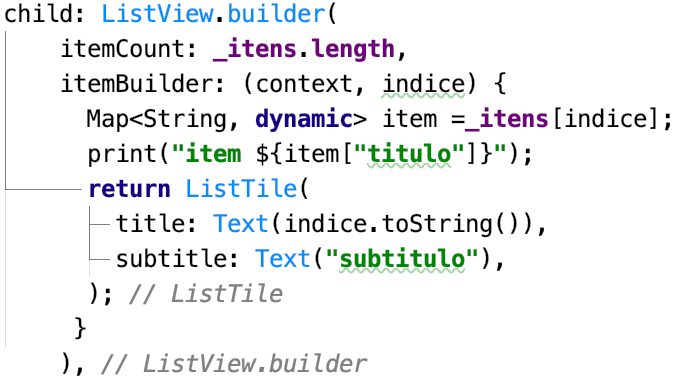 child: ListView.builder(
    itemCount: _itens.length,
    itemBuilder: (context, indice) {
      Map<String, dynamic> item =_itens[indice];
      print("item ${item["titulo"]}");
      return ListTile(
        title: Text(indice.toString()),
        subtitle: Text("subtitulo"),
      ); // ListTile
     }
    ), // ListView.builder